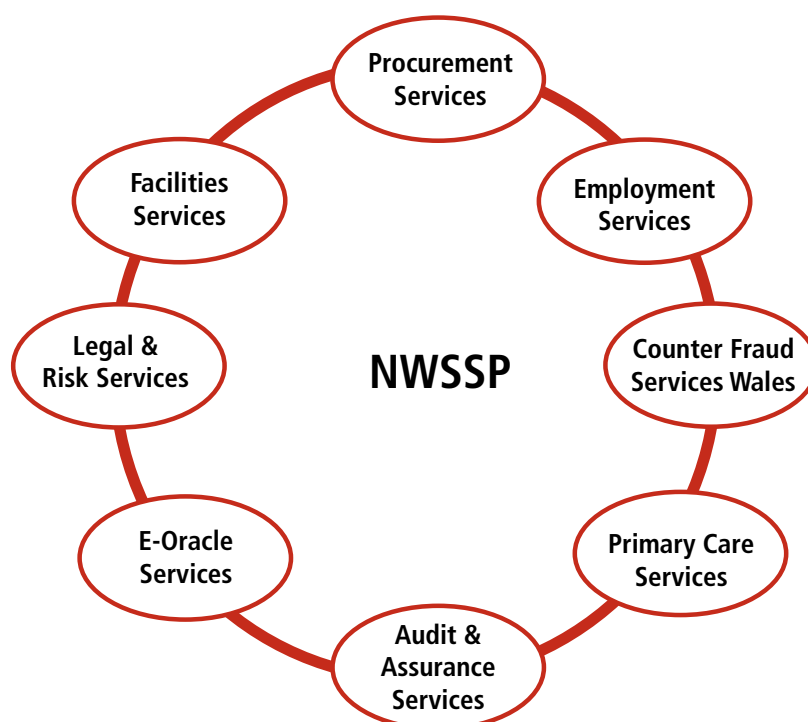 Procurement
Services
Employment
Services
Counter Fraud
Services Wales
Primary Care
Services
Audit &
Assurance
Services
E-Oracle
Services
Legal &
Risk Services
Facilities
Services
NWSSP